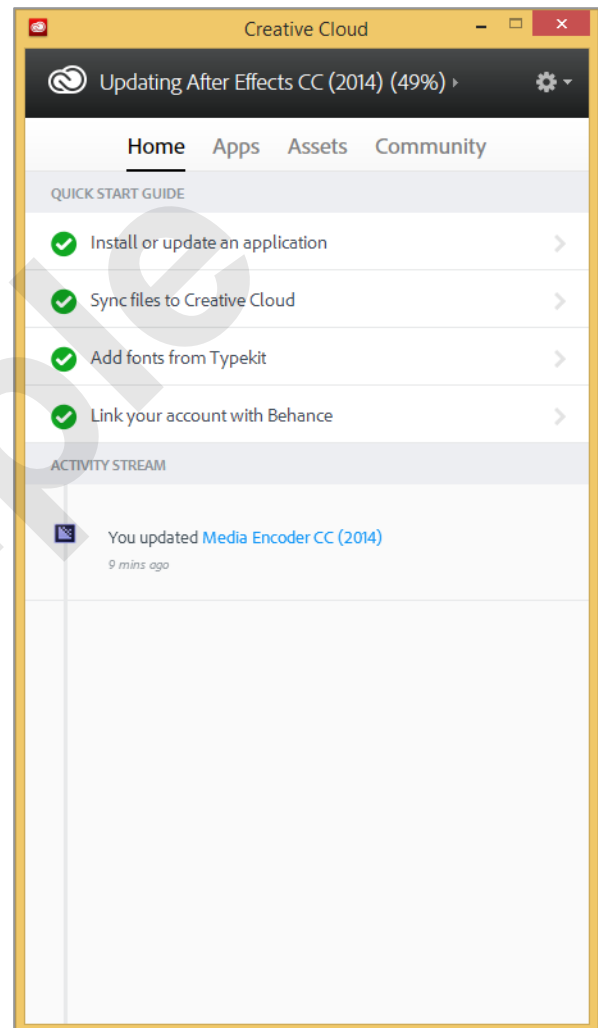 Creative Cloud
Updating After Effects CC (2014) (49%)
Home Apps Assets Community
QUICK START GUIDE
Install or update an application
Sync files to Creative Cloud
Add fonts from Typekit
Link your account with Behance
ACTIVITY STREAM
You updated Media Encoder CC (2014)
9 mins ago